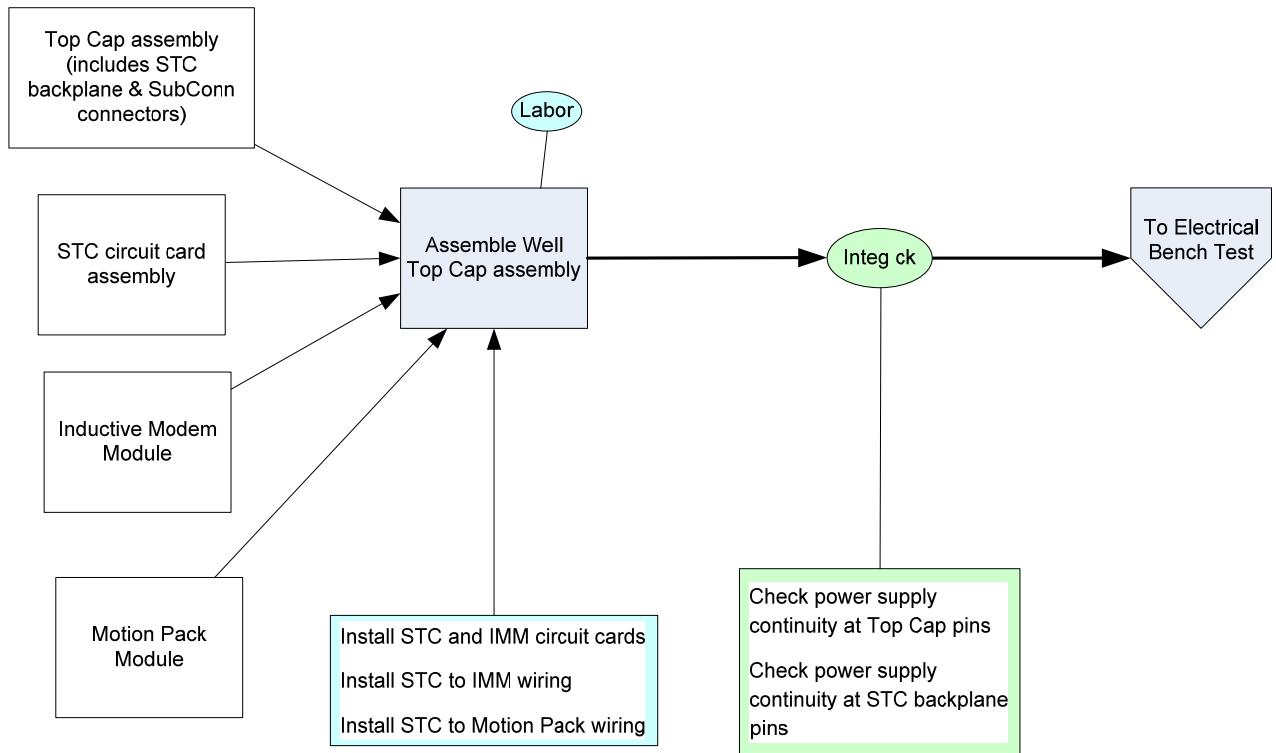 Top Cap assembly
(includes STC
backplane & SubConn
connectors)
Labor
STC circuit card
assembly
Assemble Well
Top Cap assembly
Integ ck
To Electrical
Bench Test
Inductive Modem
Module
Motion Pack
Module
Install STC and IMM circuit cards
Install STC to IMM wiring
Install STC to Motion Pack wiring
Check power supply
continuity at Top Cap pins
Check power supply
continuity at STC backplane
pins